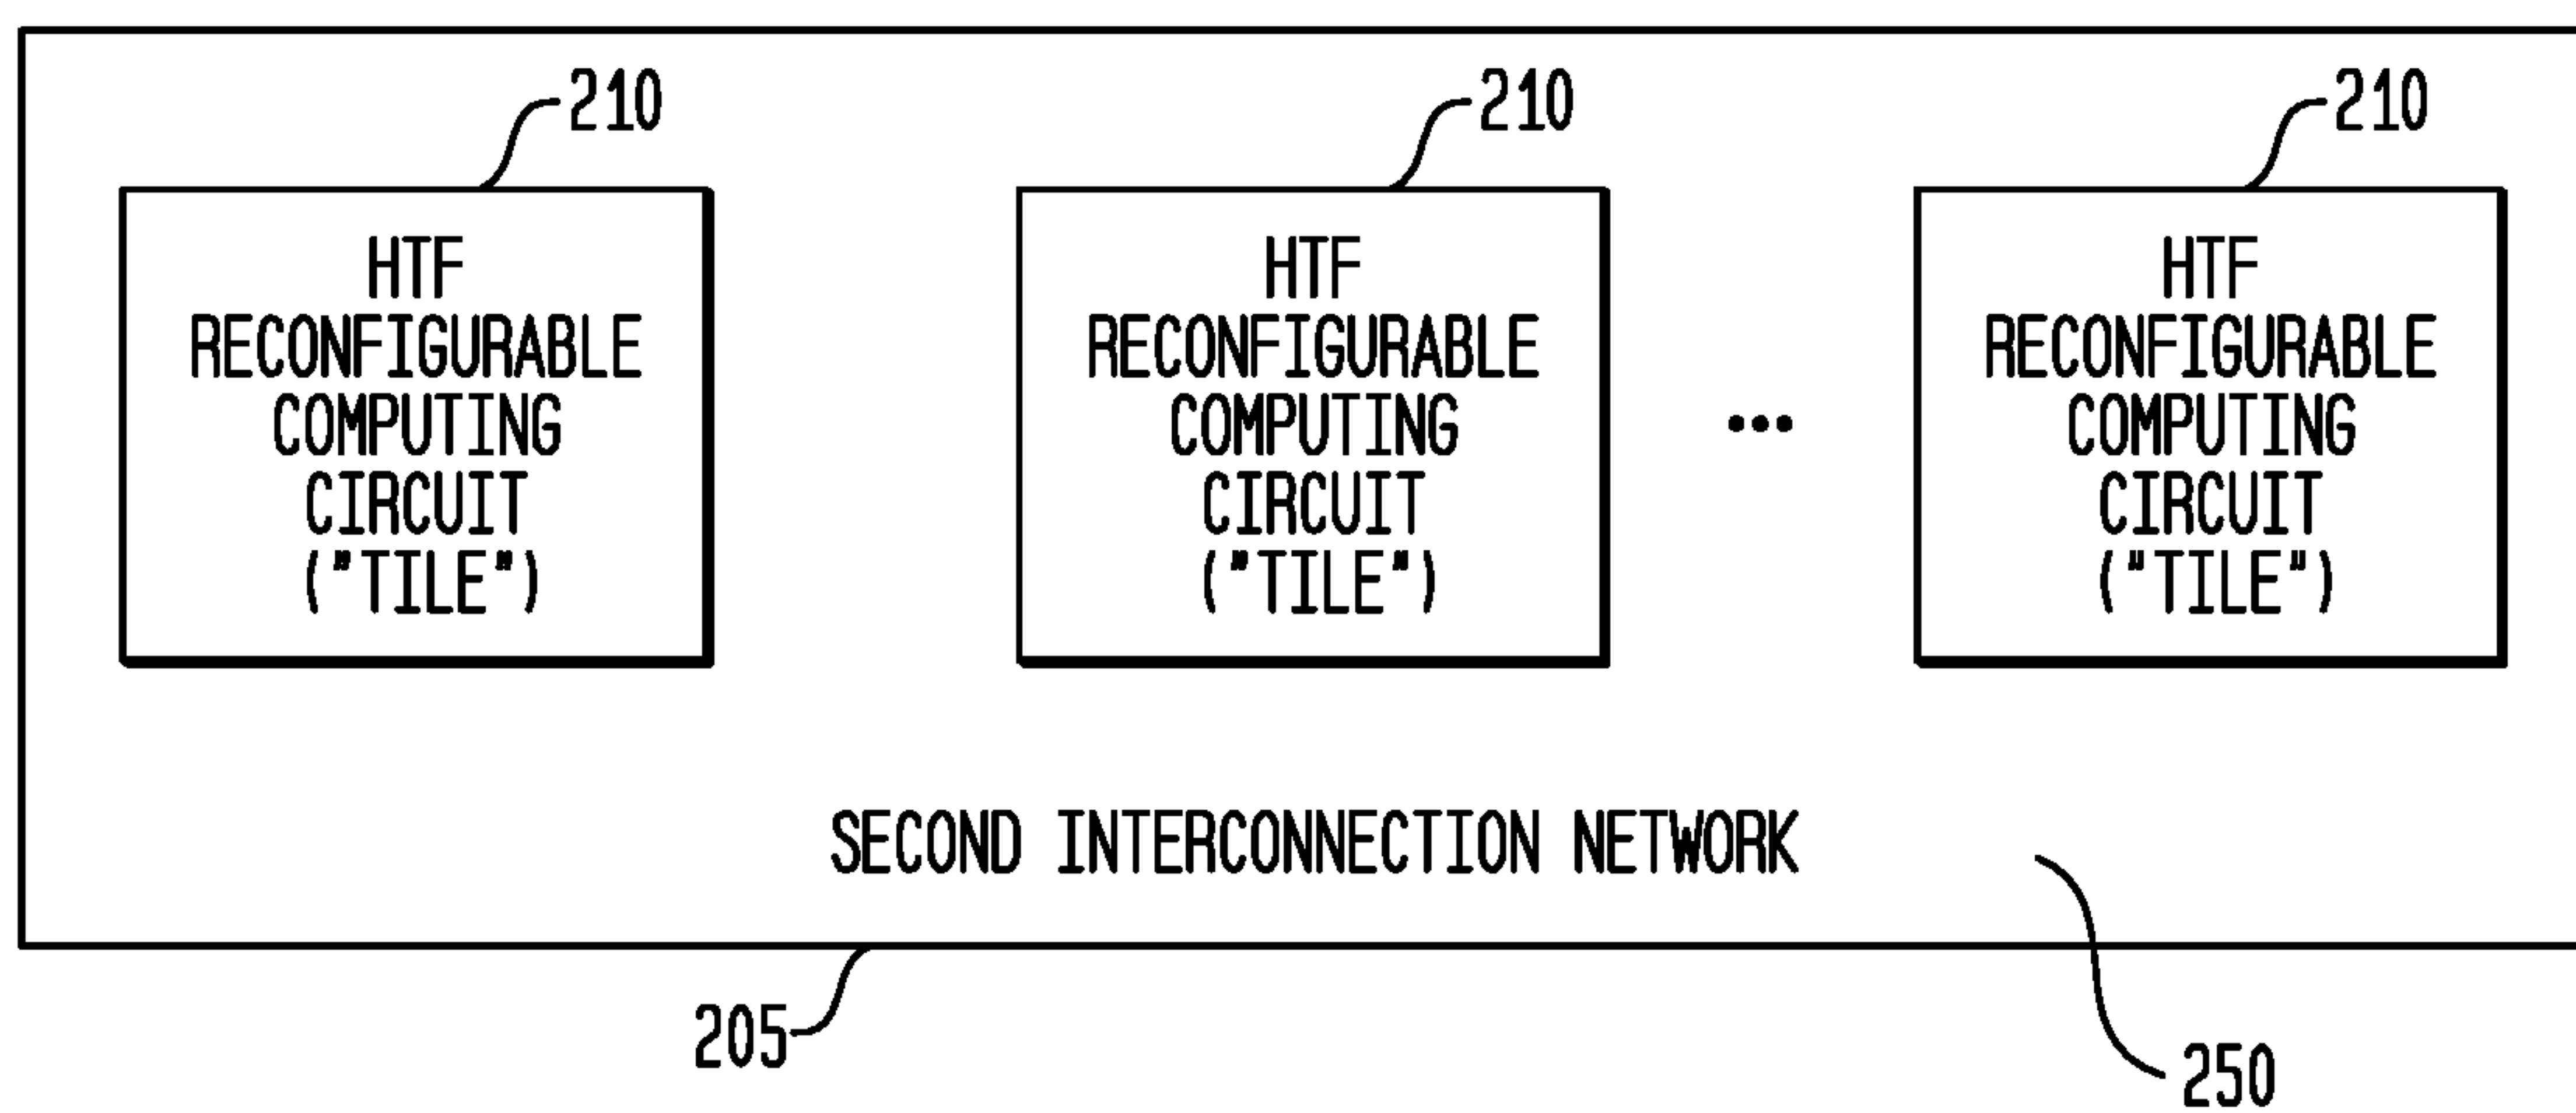 210
210
210
HTF
RECONFIGURABLE
COMPUTING
CIRCUIT
("TILE")
HTF
RECONFIGURABLE
COMPUTING
CIRCUIT
("TILE")
...
HTF
RECONFIGURABLE
COMPUTING
CIRCUIT
("TILE")
SECOND INTERCONNECTION NETWORK
205
250